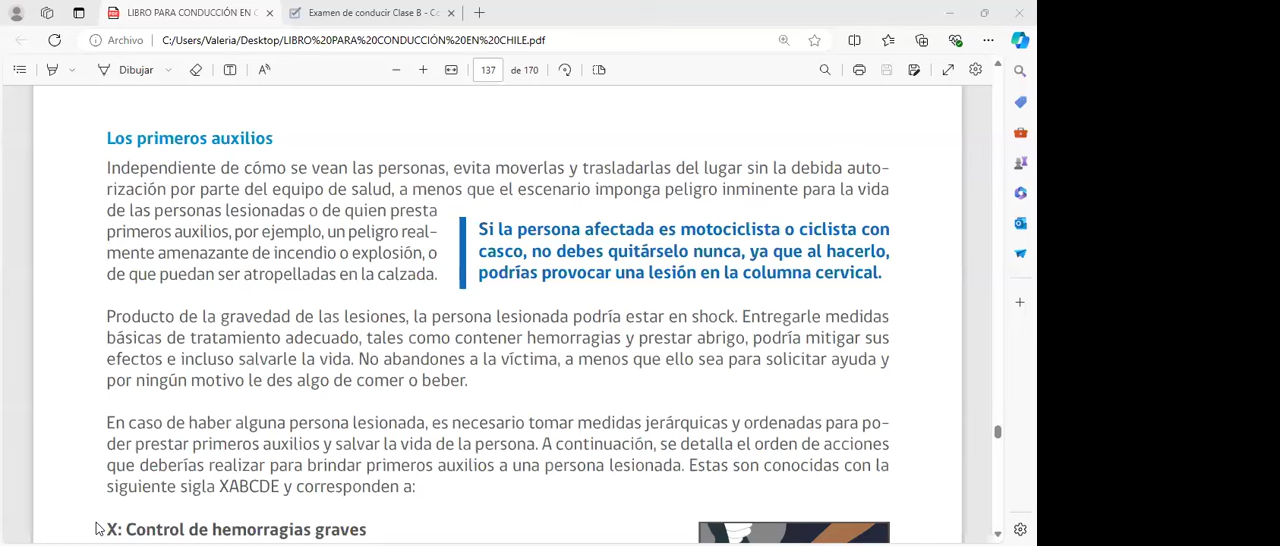 LIBRO PARA CONDUCCIÓN EN C
Examen de conducir Clase B - Co
Archivo
C:/Users/Valeria/Desktop/LIBRO%20PARA%20CONDUCCIÓN%20EN%20CHILE.pdf
Dibujar
137
de 170
Los primeros auxilios
Independiente de cómo se vean las personas, evita moverlas y trasladarlas del lugar sin la debida auto-
rización por parte del equipo de salud, a menos que el escenario imponga peligro inminente para la vida
de las personas lesionadas o de quien presta
primeros auxilios, por ejemplo, un peligro real-
mente amenazante de incendio o explosión, o
de que puedan ser atropelladas en la calzada.
Si la persona afectada es motociclista o ciclista con
casco, no debes quitárselo nunca, ya que al hacerlo,
podrías provocar una lesión en la columna cervical.
Producto de la gravedad de las lesiones, la persona lesionada podría estar en shock. Entregarle medidas
básicas de tratamiento adecuado, tales como contener hemorragias y prestar abrigo, podría mitigar sus
efectos e incluso salvarle la vida. No abandones a la víctima, a menos que ello sea para solicitar ayuda y
por ningún motivo le des algo de comer o beber.
En caso de haber alguna persona lesionada, es necesario tomar medidas jerárquicas y ordenadas para po-
der prestar primeros auxilios y salvar la vida de la persona. A continuación, se detalla el orden de acciones
que deberías realizar para brindar primeros auxilios a una persona lesionada. Estas son conocidas con la
siguiente sigla XABCDE y corresponden a:
X: Control de hemorragias graves